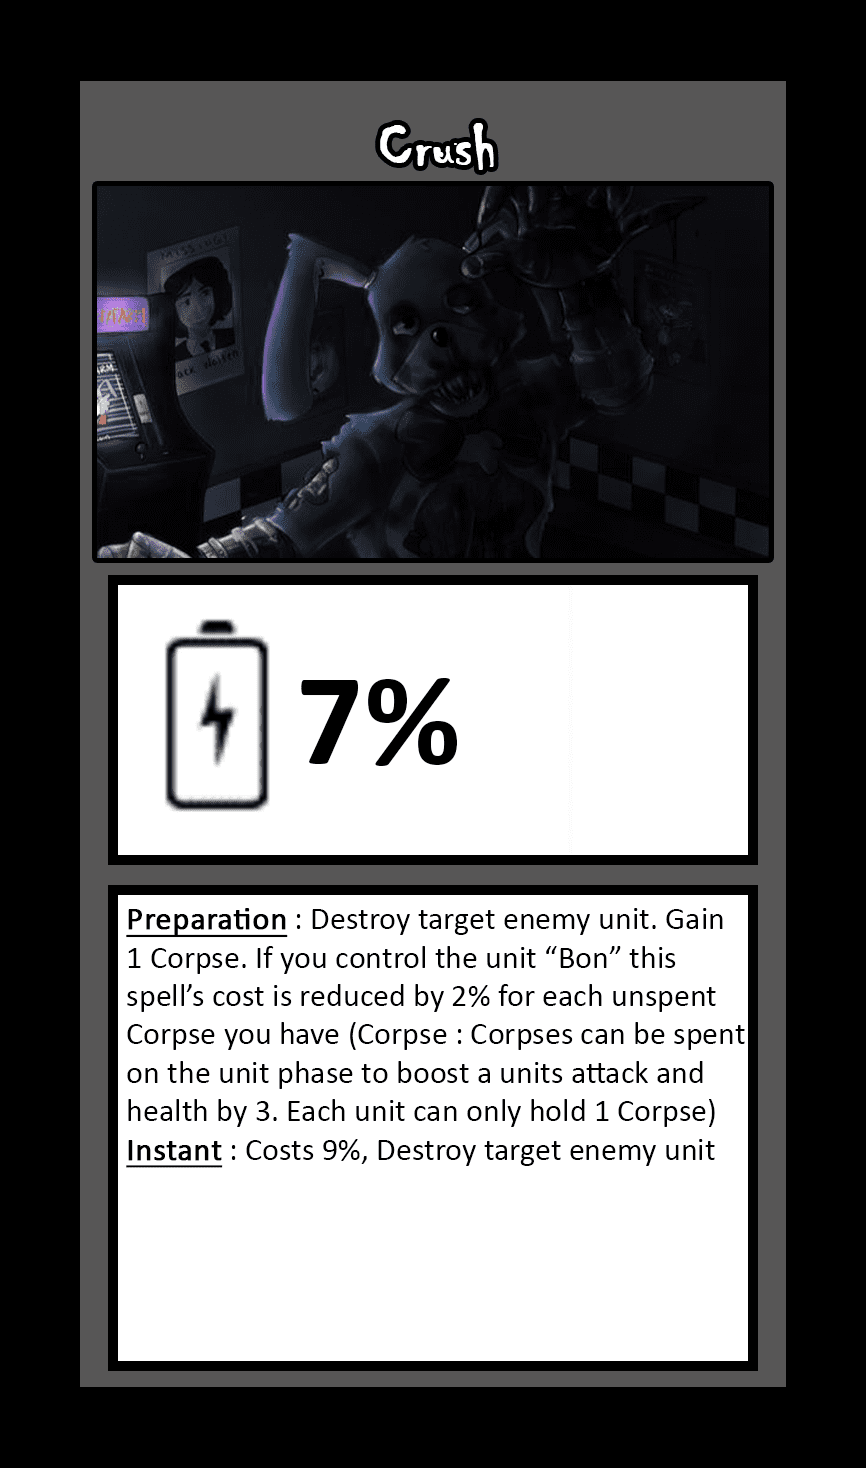 Crush
MISSING!
7%
Preparation : Destroy target enemy unit. Gain
1 Corpse. If you control the unit “Bon” this
spell’s cost is reduced by 2% for each unspent
Corpse you have (Corpse : Corpses can be spent
on the unit phase to boost a units attack and
health by 3. Each unit can only hold 1 Corpse)
Instant : Costs 9%, Destroy target enemy unit